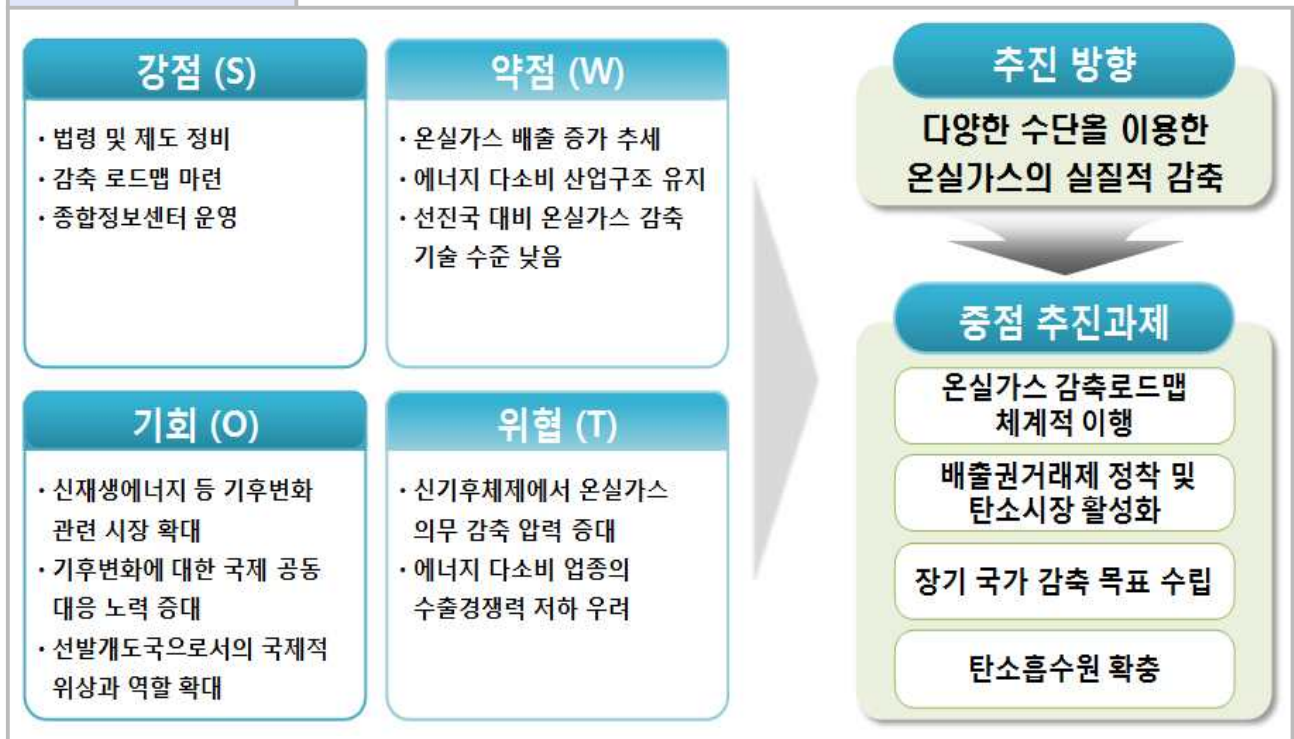 강점 (S)
· 법령 및 제도 정비
· 감축 로드맵 마련
· 종합정보센터 운영
약점 (W)
· 온실가스 배출 증가 추세
· 에너지 다소비 산업구조 유지
· 선진국 대비 온실가스 감축
기술 수준 낮음
기회 (O)
· 신재생에너지 등 기후변화
관련 시장 확대
· 기후변화에 대한 국제 공동
대응 노력 증대
· 선발개도국으로서의 국제적
위상과 역할 확대
위협 (T)
· 신기후체제에서 온실가스
의무 감축 압력 증대
· 에너지 다소비 업종의
수출경쟁력 저하 우려
추진 방향
다양한 수단올 이용한
온실가스의 실질적 감축
중점 추진과제
온실가스 감축로드맵
체계적 이행
배출권거래제 정착 및
탄소시장 활성화
장기 국가 감축 목표 수립
탄소흡수원 확충